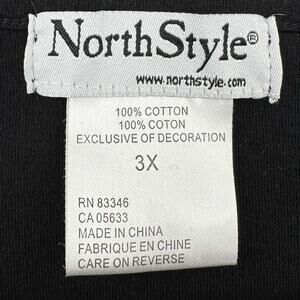 NorthStyle®
www.northstyle.com
100% COTTON
100% COTON
EXCLUSIVE OF DECORATION
3X
RN 83346
CA 05633
MADE IN CHINA
FABRIQUE EN CHINE
CARE ON REVERSE